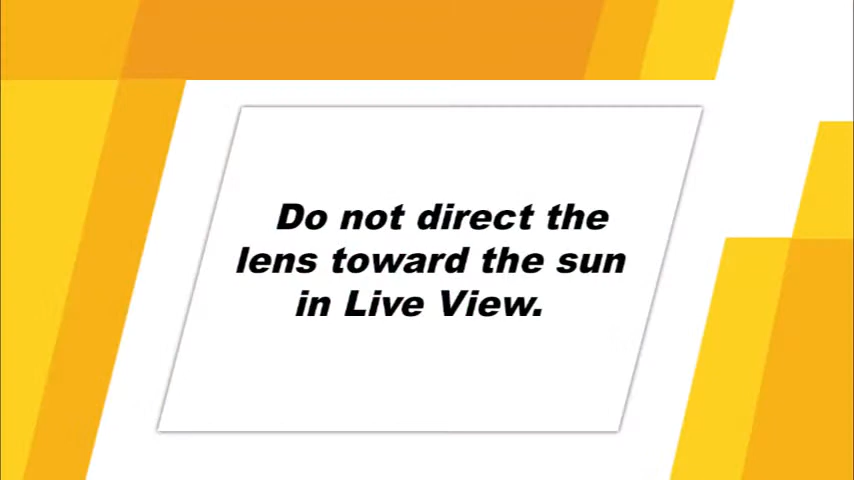 Do not direct the
lens toward the sun
in Live View.